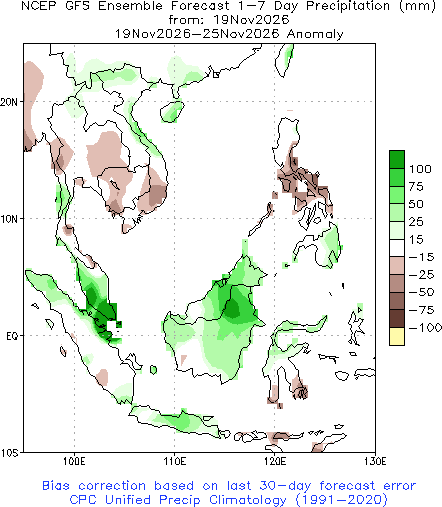 NCEP GFS Ensemble Forecast 1–7 Day Precipitation (mm)
from: 19Nov2026
19Nov2026–25Nov2026 Anomaly
20N
10N
EQ
10S
100E
110E
120E
130E
100
75
50
25
15
−15
−25
−50
−75
−100
Bias correction based on last 30–day forecast error
CPC Unified Precip Climatology (1991–2020)